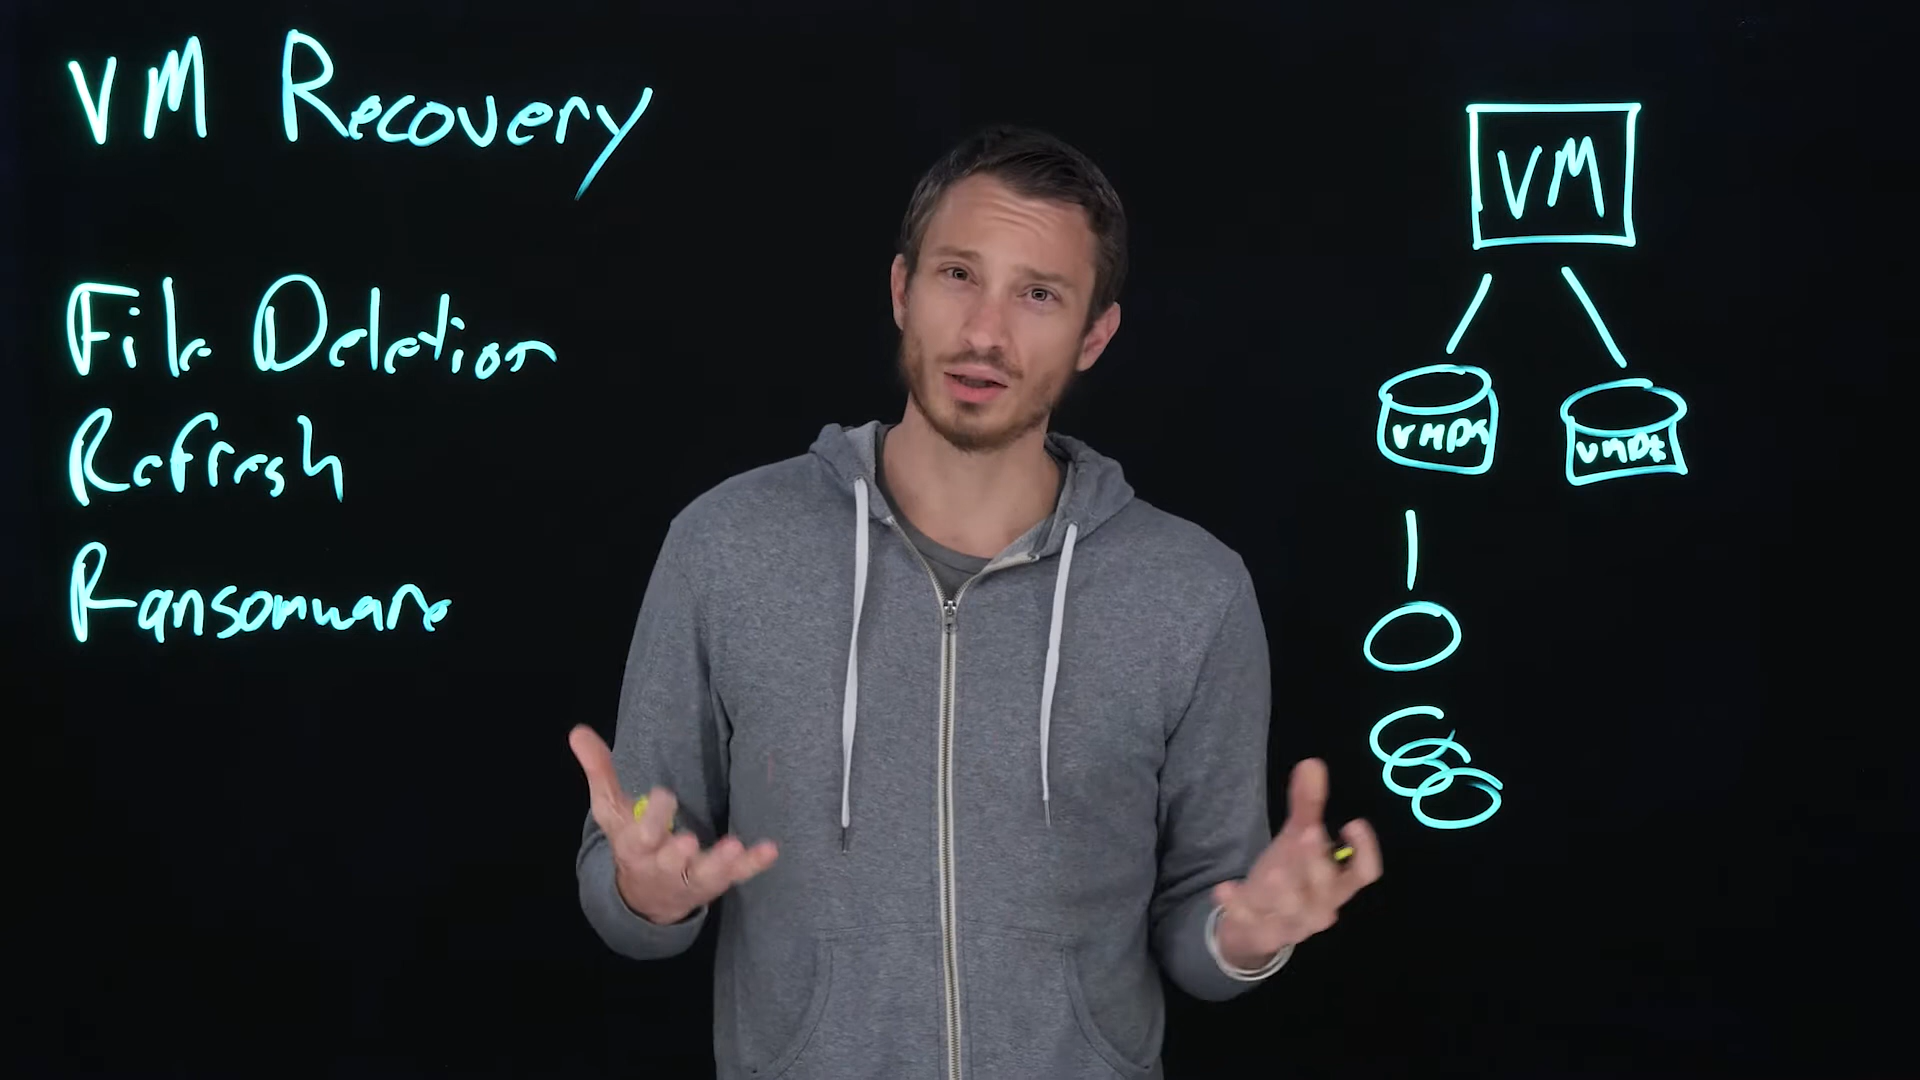 VM Recovery
File Deletion
Refresh
Ransomware
VM
VMDK
VMDK